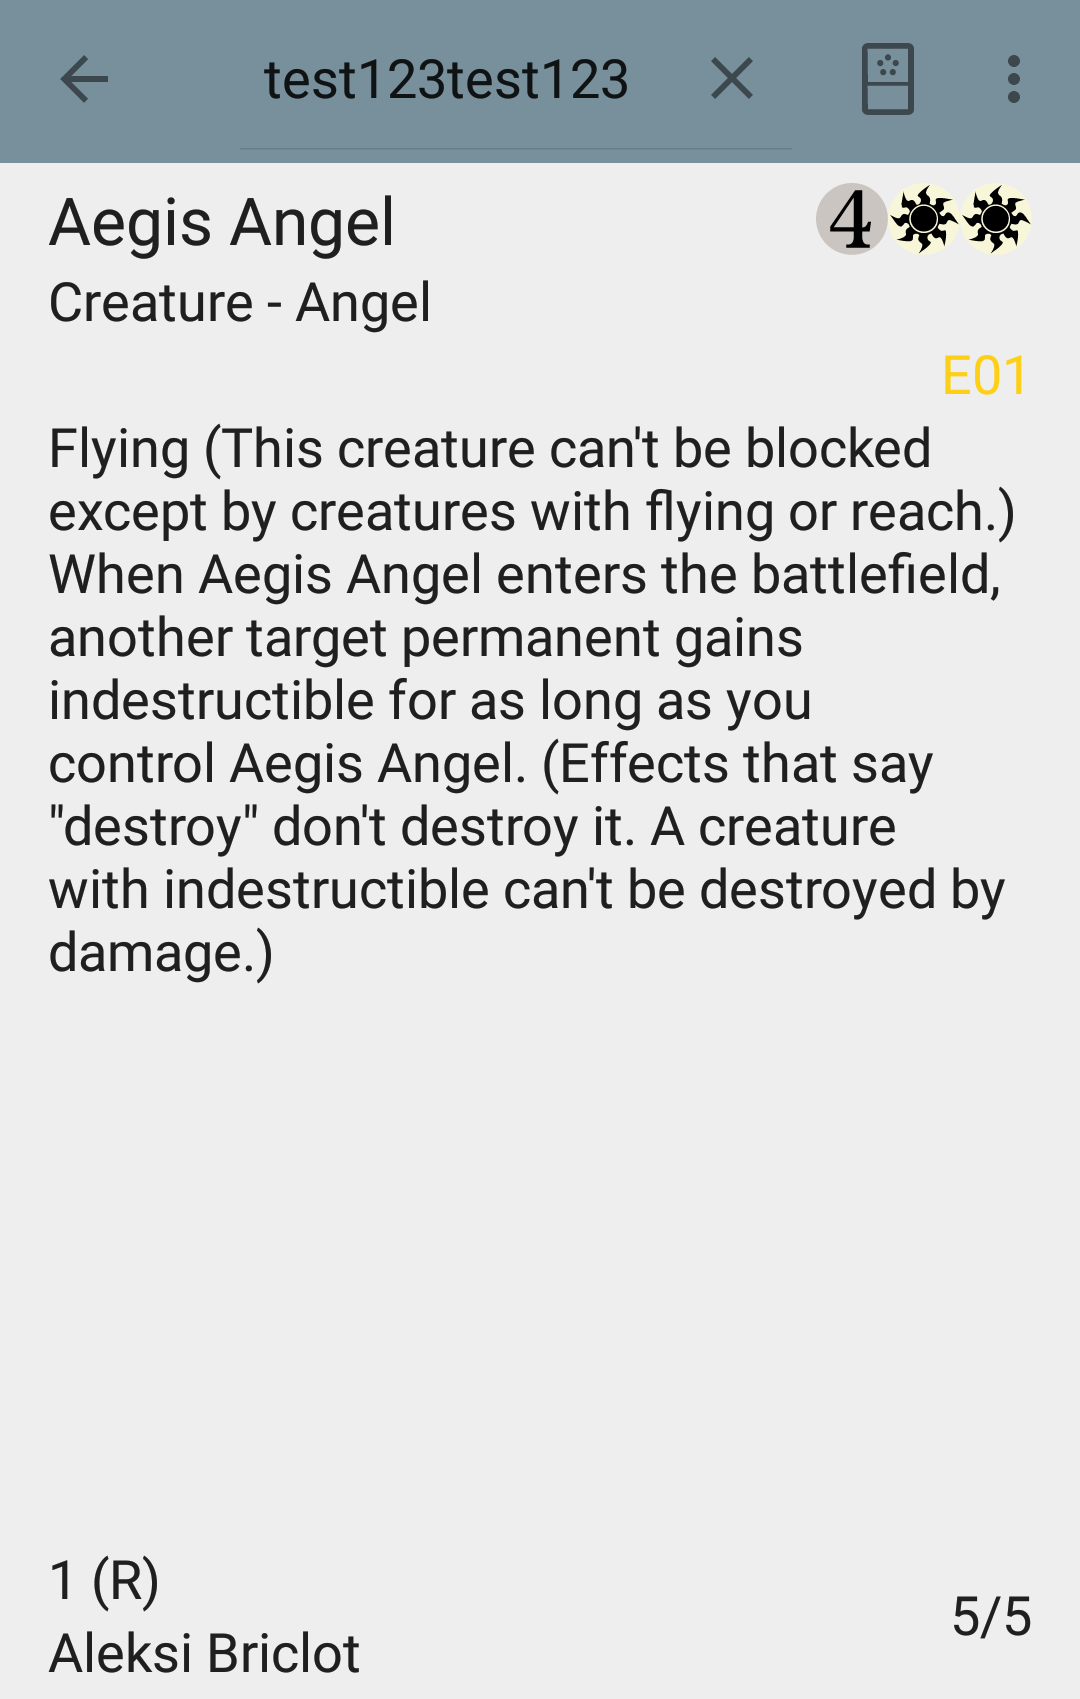 test123test123
Aegis Angel 4
Creature - Angel
E01
Flying (This creature can't be blocked
except by creatures with flying or reach.)
When Aegis Angel enters the battlefield,
another target permanent gains
indestructible for as long as you
control Aegis Angel. (Effects that say
"destroy" don't destroy it. A creature
with indestructible can't be destroyed by
damage.)
1 (R)
5/5
Aleksi Briclot